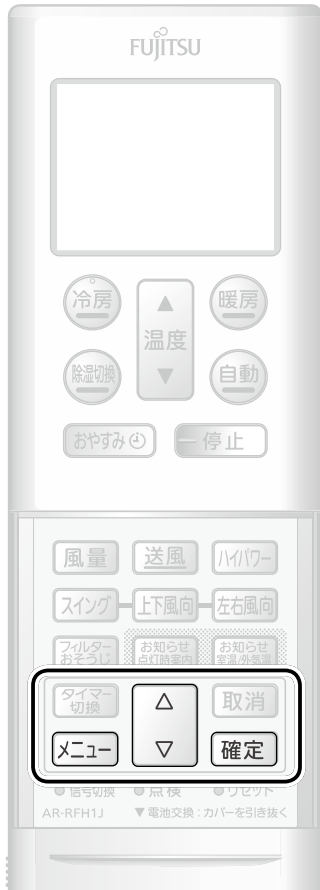 FUJITSU
冷房
▲
温度
▼
暖房
除湿切換
自動
おやすみ
停止
風量
送風
ハイパワー
スイング
上下風向
左右風向
フィルター
おそうじ
お知らせ
点灯時案内
お知らせ
室温/外気温
タイマー
切換
△
▽
取消
メニュー
確定
信号切換
点検
リセット
AR-RFH1J
▼電池交換:カバーを引き抜く